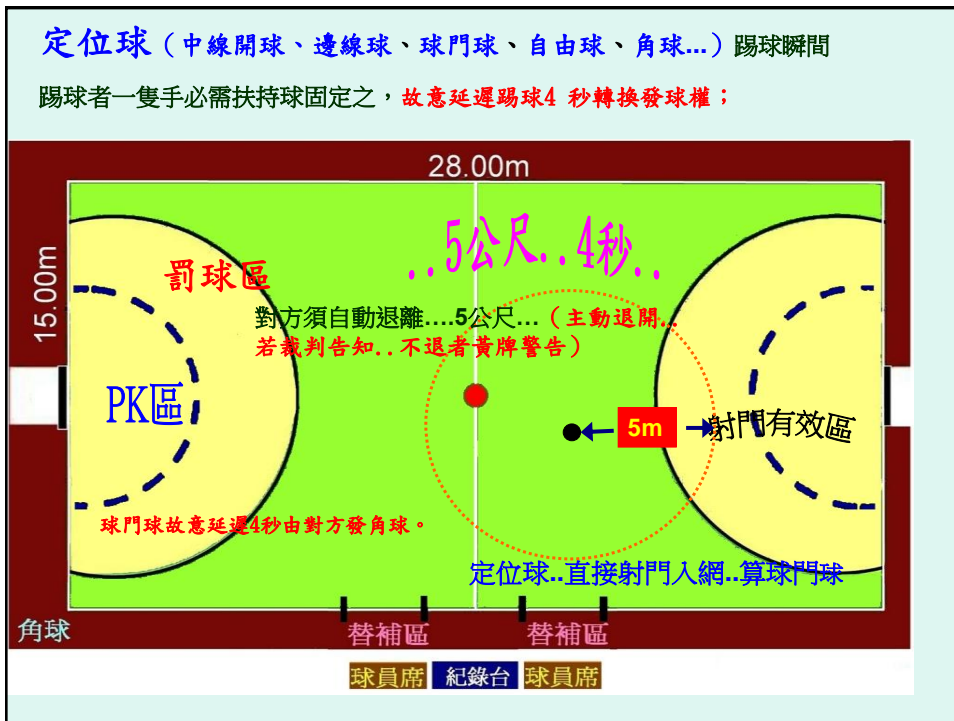 定位球（中線開球、邊線球、球門球、自由球、角球...）踢球瞬間
踢球者一隻手必需扶持球固定之，故意延遲踢球4 秒轉換發球權；
28.00m
15.00m
..5公尺..4秒..
罰球區
對方須自動退離....5公尺...（主動退開..
若裁判告知..不退者黃牌警告）
PK區
5m
射門有效區
球門球故意延遲4秒由對方發角球。
定位球..直接射門入網..算球門球
角球
替補區
替補區
球員席
紀錄台
球員席